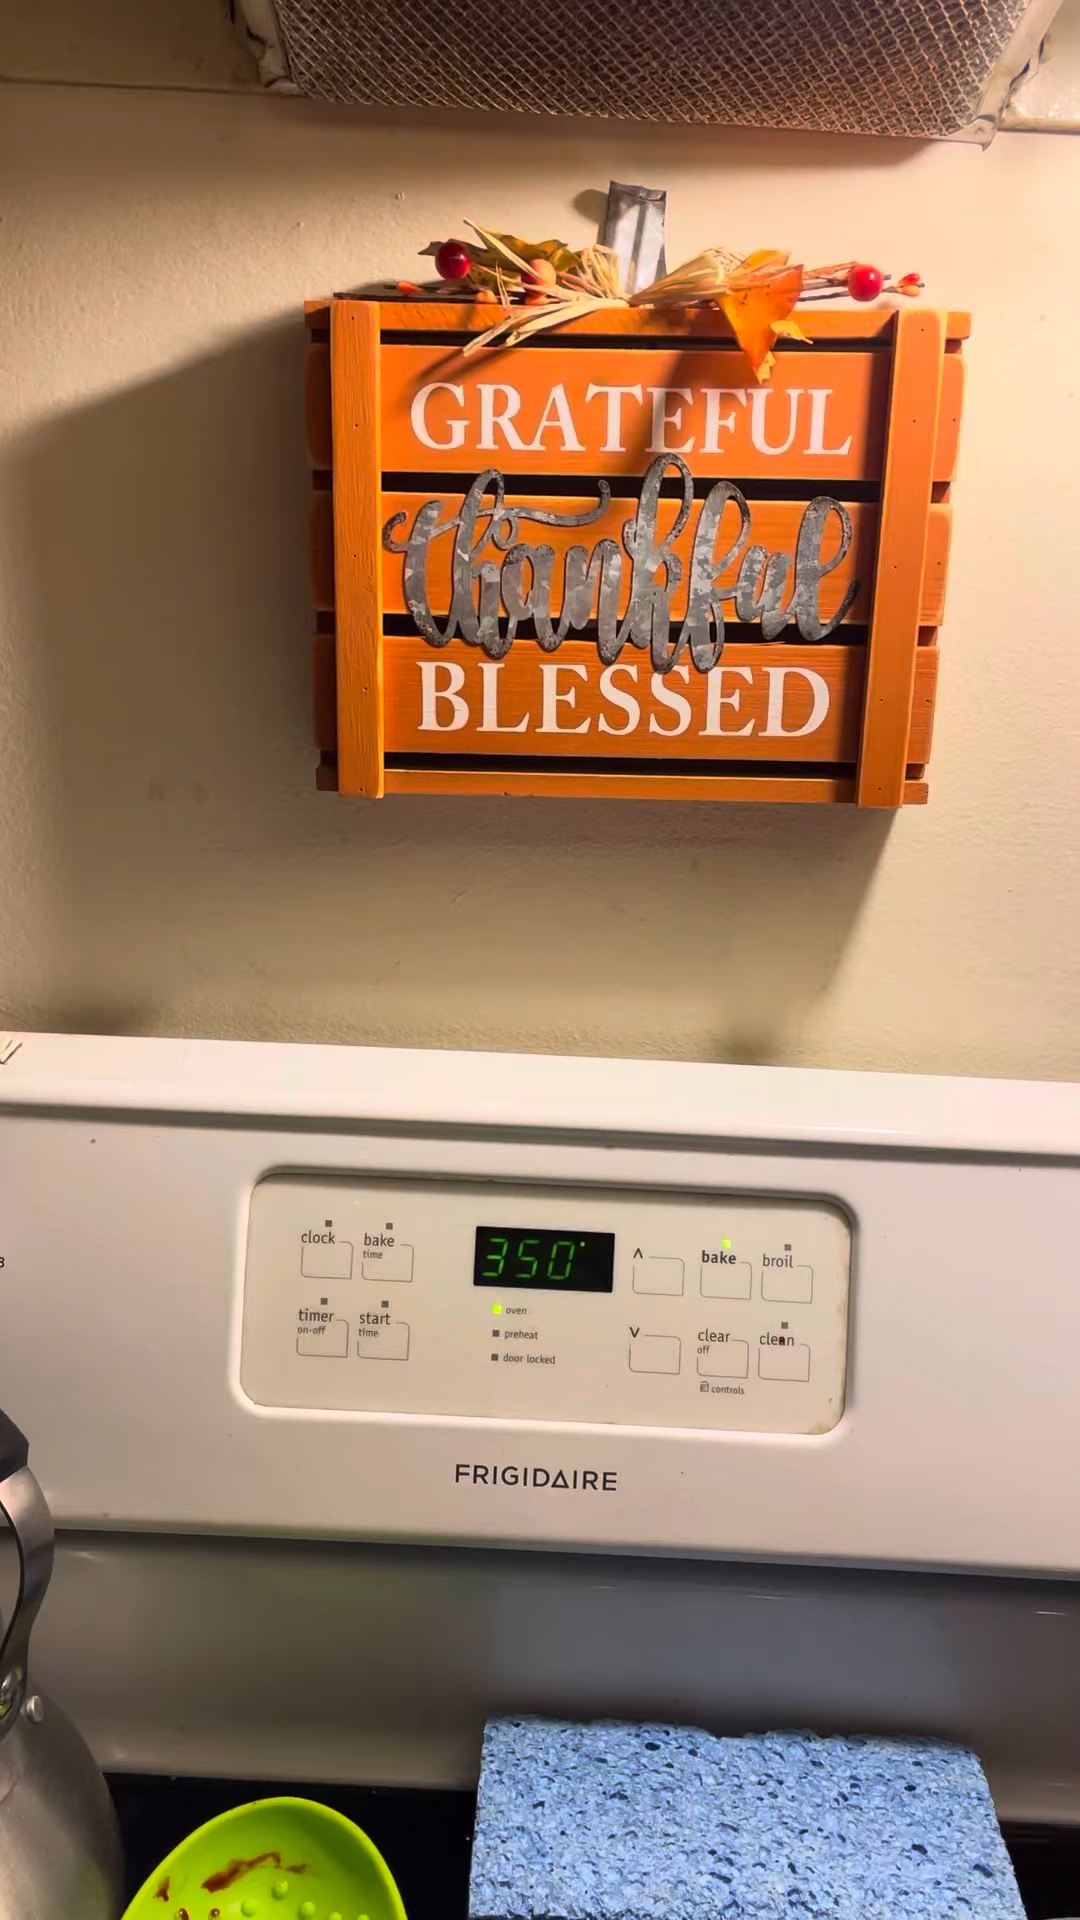 GRATEFUL
thankful
BLESSED
clock
bake
time
350°
^
bake
broil
timer
on-off
start
time
oven
preheat
door locked
v
clear
off
clean
controls
FRIGIDAIRE